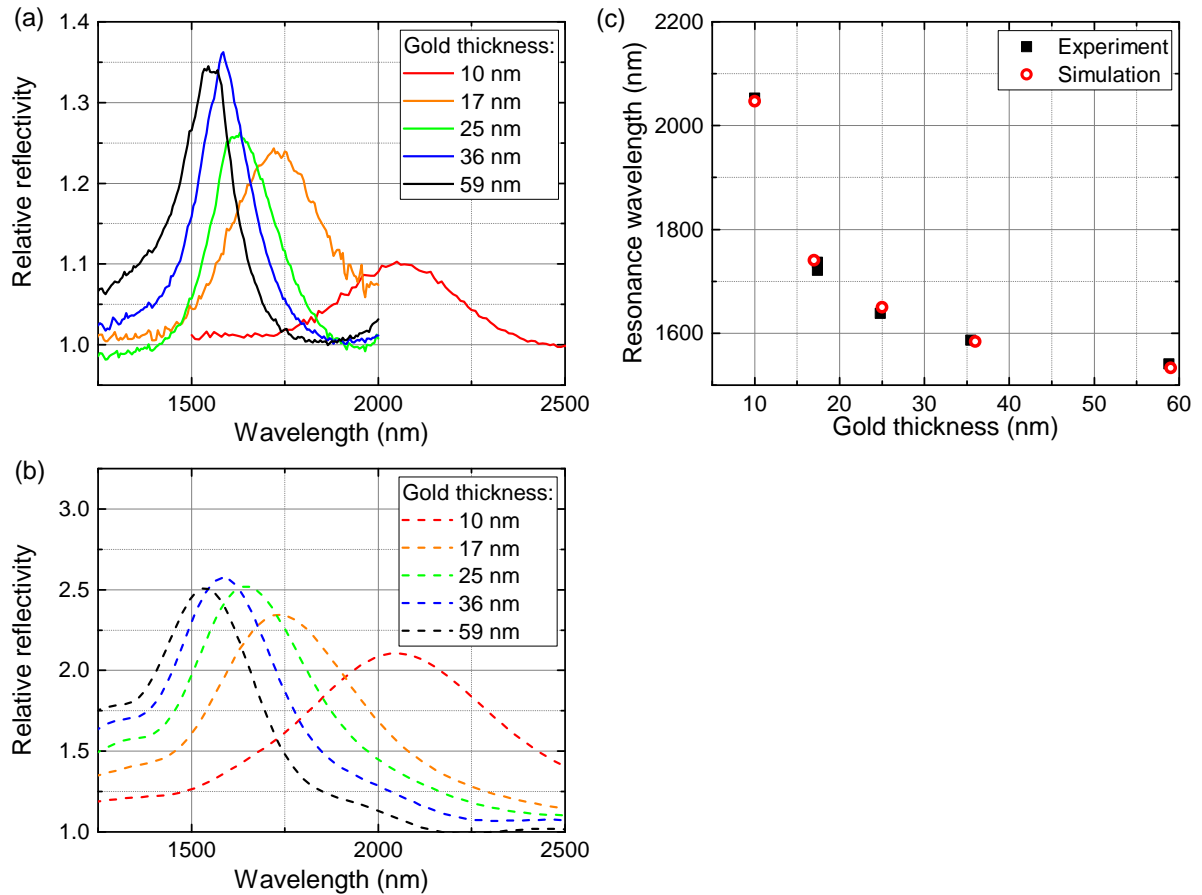 (a)
1.4
1.3
1.2
1.1
1.0
Relative reflectivity
Gold thickness:
10 nm
17 nm
25 nm
36 nm
59 nm
1500
2000
2500
Wavelength (nm)
(c)
2200
2000
1800
1600
Resonance wavelength (nm)
Experiment
Simulation
10
20
30
40
50
60
Gold thickness (nm)
(b)
3.0
2.5
2.0
1.5
1.0
Relative reflectivity
Gold thickness:
10 nm
17 nm
25 nm
36 nm
59 nm
1500
2000
2500
Wavelength (nm)